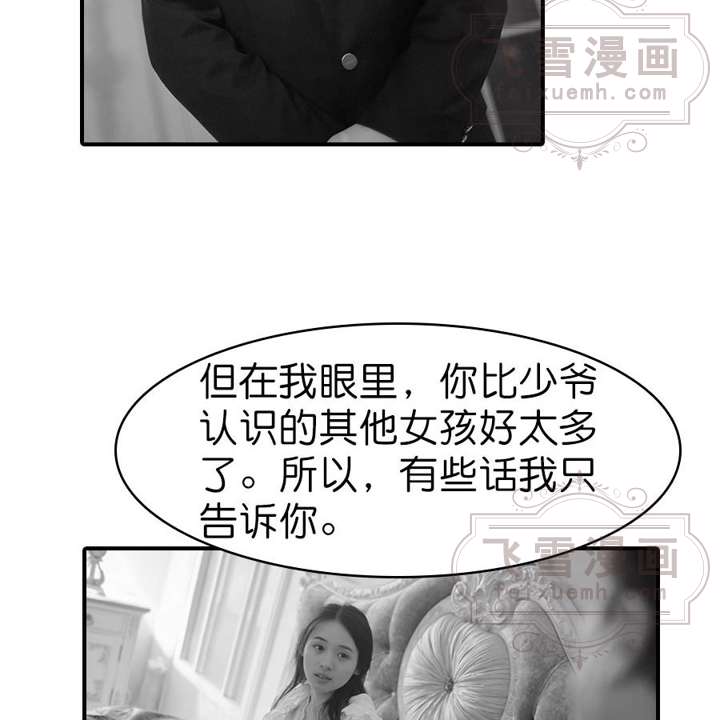 飞雪漫画
feixuemh.com
但在我眼里，你比少爷
认识的其他女孩好太多
了。所以，有些话我只
告诉你。
飞雪漫画
feixuemh.com